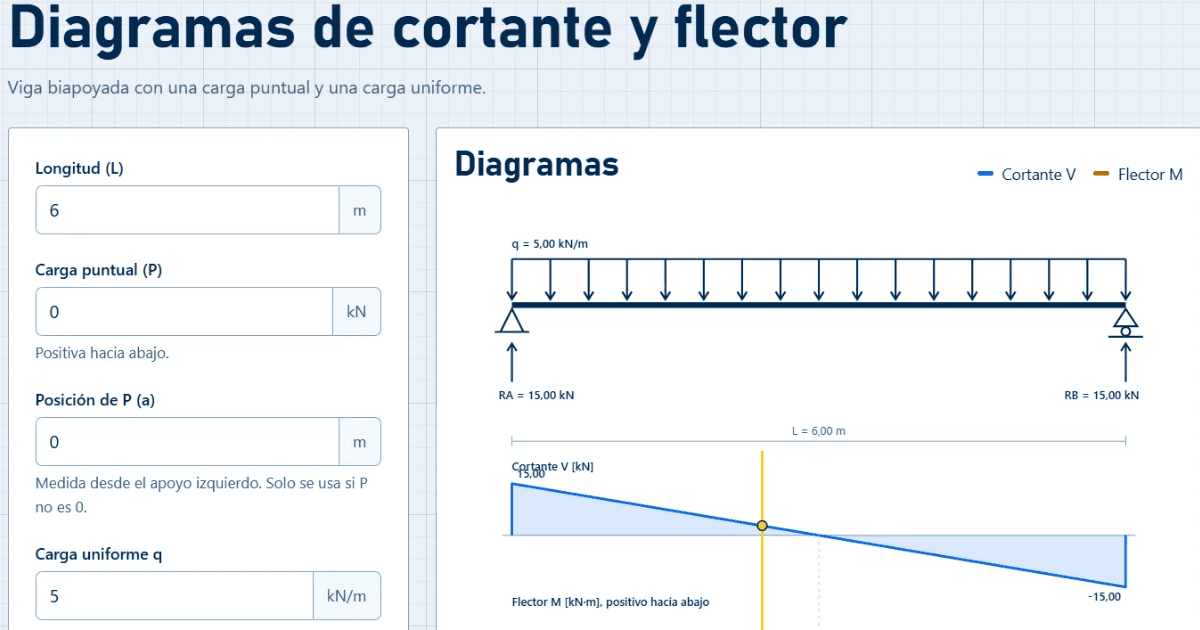 Diagramas de cortante y flector
Viga biapoyada con una carga puntual y una carga uniforme.
Longitud (L)
6 m
Carga puntual (P)
0 kN
Positiva hacia abajo.
Posición de P (a)
0 m
Medida desde el apoyo izquierdo. Solo se usa si P
no es 0.
Carga uniforme q
5 kN/m
Diagramas
Cortante V Flector M
q = 5,00 kN/m
RA = 15,00 kN RB = 15,00 kN
L = 6,00 m
Cortante V [kN]
15,00
-15,00
Flector M [kN·m], positivo hacia abajo